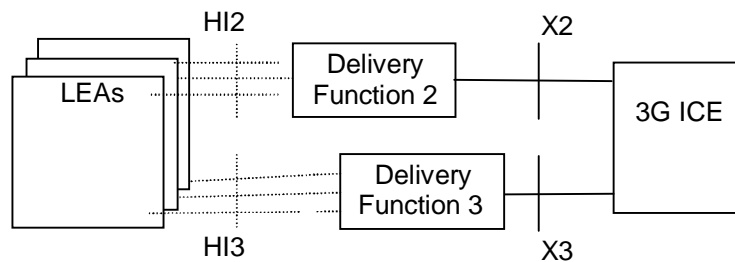 HI2
X2
LEAs
Delivery
Function 2
3G ICE
Delivery
Function 3
HI3
X3